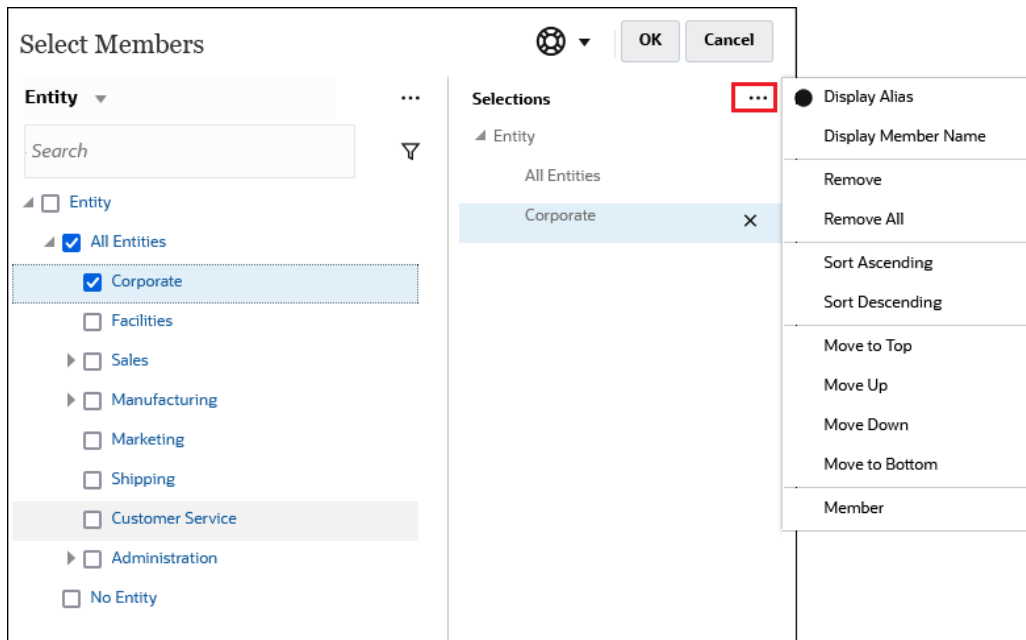 Select Members
OK
Cancel
Entity
Search
Entity
All Entities
Corporate
Facilities
Sales
Manufacturing
Marketing
Shipping
Customer Service
Administration
No Entity
Selections
Entity
All Entities
Corporate
Display Alias
Display Member Name
Remove
Remove All
Sort Ascending
Sort Descending
Move to Top
Move Up
Move Down
Move to Bottom
Member